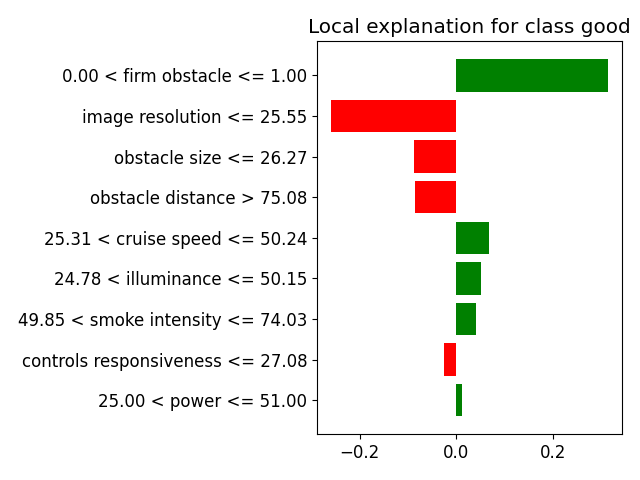 Local explanation for class good
0.00 < firm obstacle <= 1.00
image resolution <= 25.55
obstacle size <= 26.27
obstacle distance > 75.08
25.31 < cruise speed <= 50.24
24.78 < illuminance <= 50.15
49.85 < smoke intensity <= 74.03
controls responsiveness <= 27.08
25.00 < power <= 51.00
−0.2 0.0 0.2